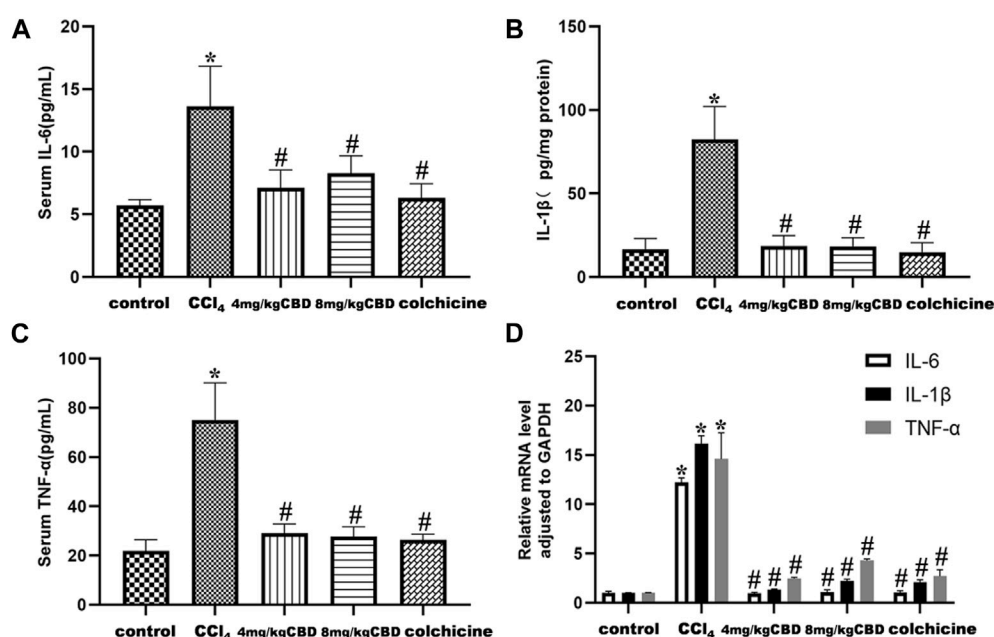 A
Serum IL-6(pg/mL)
20
15
10
5
0
*
#
#
#
control
CCl₄
4mg/kgCBD
8mg/kgCBD
colchicine
B
IL-1β（ pg/mg protein)
150
100
50
0
*
#
#
#
control
CCl₄
4mg/kgCBD
8mg/kgCBD
colchicine
C
Serum TNF-α(pg/mL)
100
80
60
40
20
0
*
#
#
#
control
CCl₄
4mg/kgCBD
8mg/kgCBD
colchicine
D
Relative mRNA level
adjusted to GAPDH
25
20
15
10
5
0
IL-6
IL-1β
TNF-α
*
*
*
#
#
#
#
#
#
#
#
#
control
CCl₄
4mg/kgCBD
8mg/kgCBD
colchicine